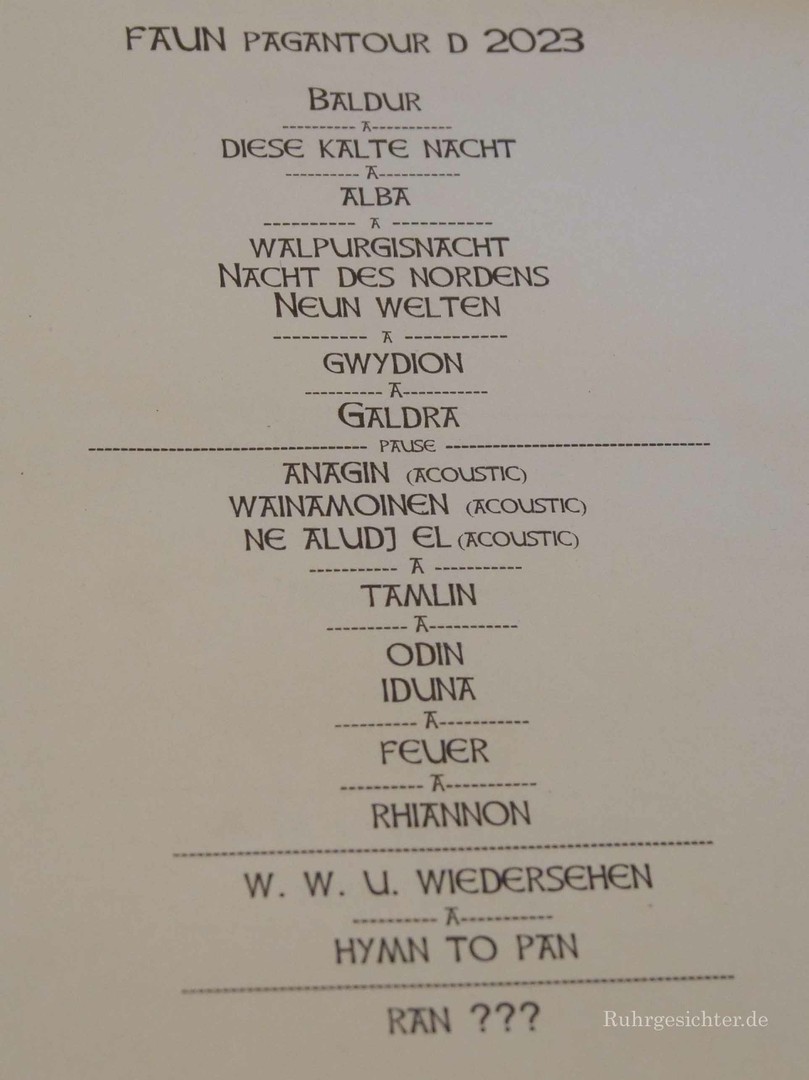 FAUN PAGANTOUR D 2023
BALDUR
---------- A-----------
DIESE KALTE NACHT
---------- A-----------
ALBA
------------ A -------------
WALPURGISNACHT
NACHT DES NORDENS
NEUN WELTEN
------------ A -------------
GWYDION
---------- A-----------
GALDRA
----------------------------------- PAUSE ---------------------------------
ANAGIN (ACOUSTIC)
WAINAMOINEN (ACOUSTIC)
NE ALUDJ EL (ACOUSTIC)
----------- A -----------
TAMLIN
---------- A-----------
ODIN
IDUNA
---------- A-----------
FEUER
---------- A-----------
RHIANNON
------------------------------------------------------------------
W. W. U. WIEDERSEHEN
---------- A-----------
HYMN TO PAN
------------------------------------------------------------------
RAN ???
Ruhrgesichter.de